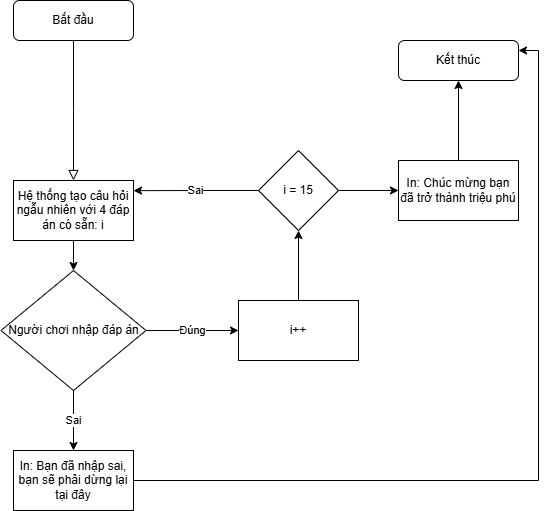 Bắt đầu
Kết thúc
Hệ thống tạo câu hỏi
ngẫu nhiên với 4 đáp
án có sẵn: i
Sai
i = 15
In: Chúc mừng bạn
đã trở thành triệu phú
Người chơi nhập đáp án
Đúng
i++
Sai
In: Bạn đã nhập sai,
bạn sẽ phải dừng lại
tại đây